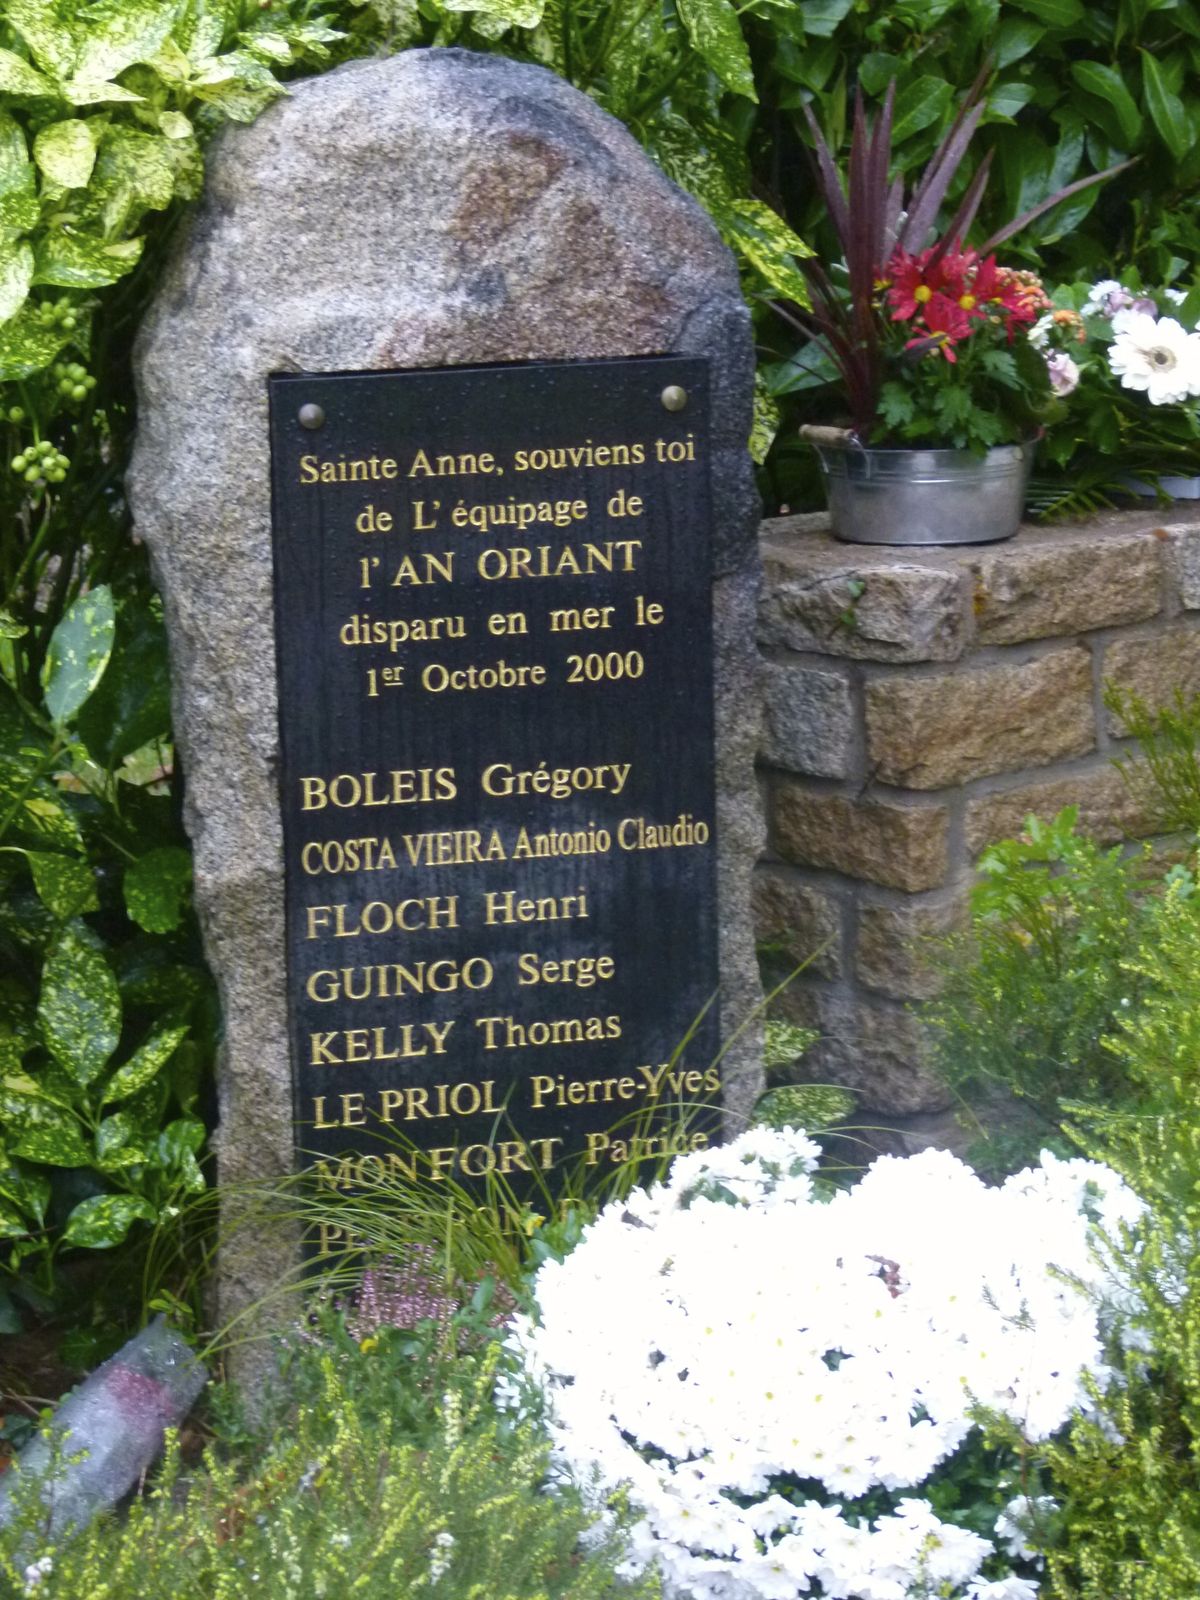 Sainte Anne, souviens toi
de L' équipage de
l' AN ORIANT
disparu en mer le
1er Octobre 2000
BOLEIS Grégory
COSTA VIEIRA Antonio Claudio
FLOCH Henri
GUINGO Serge
KELLY Thomas
LE PRIOL Pierre-Yves
MONFORT Patrice